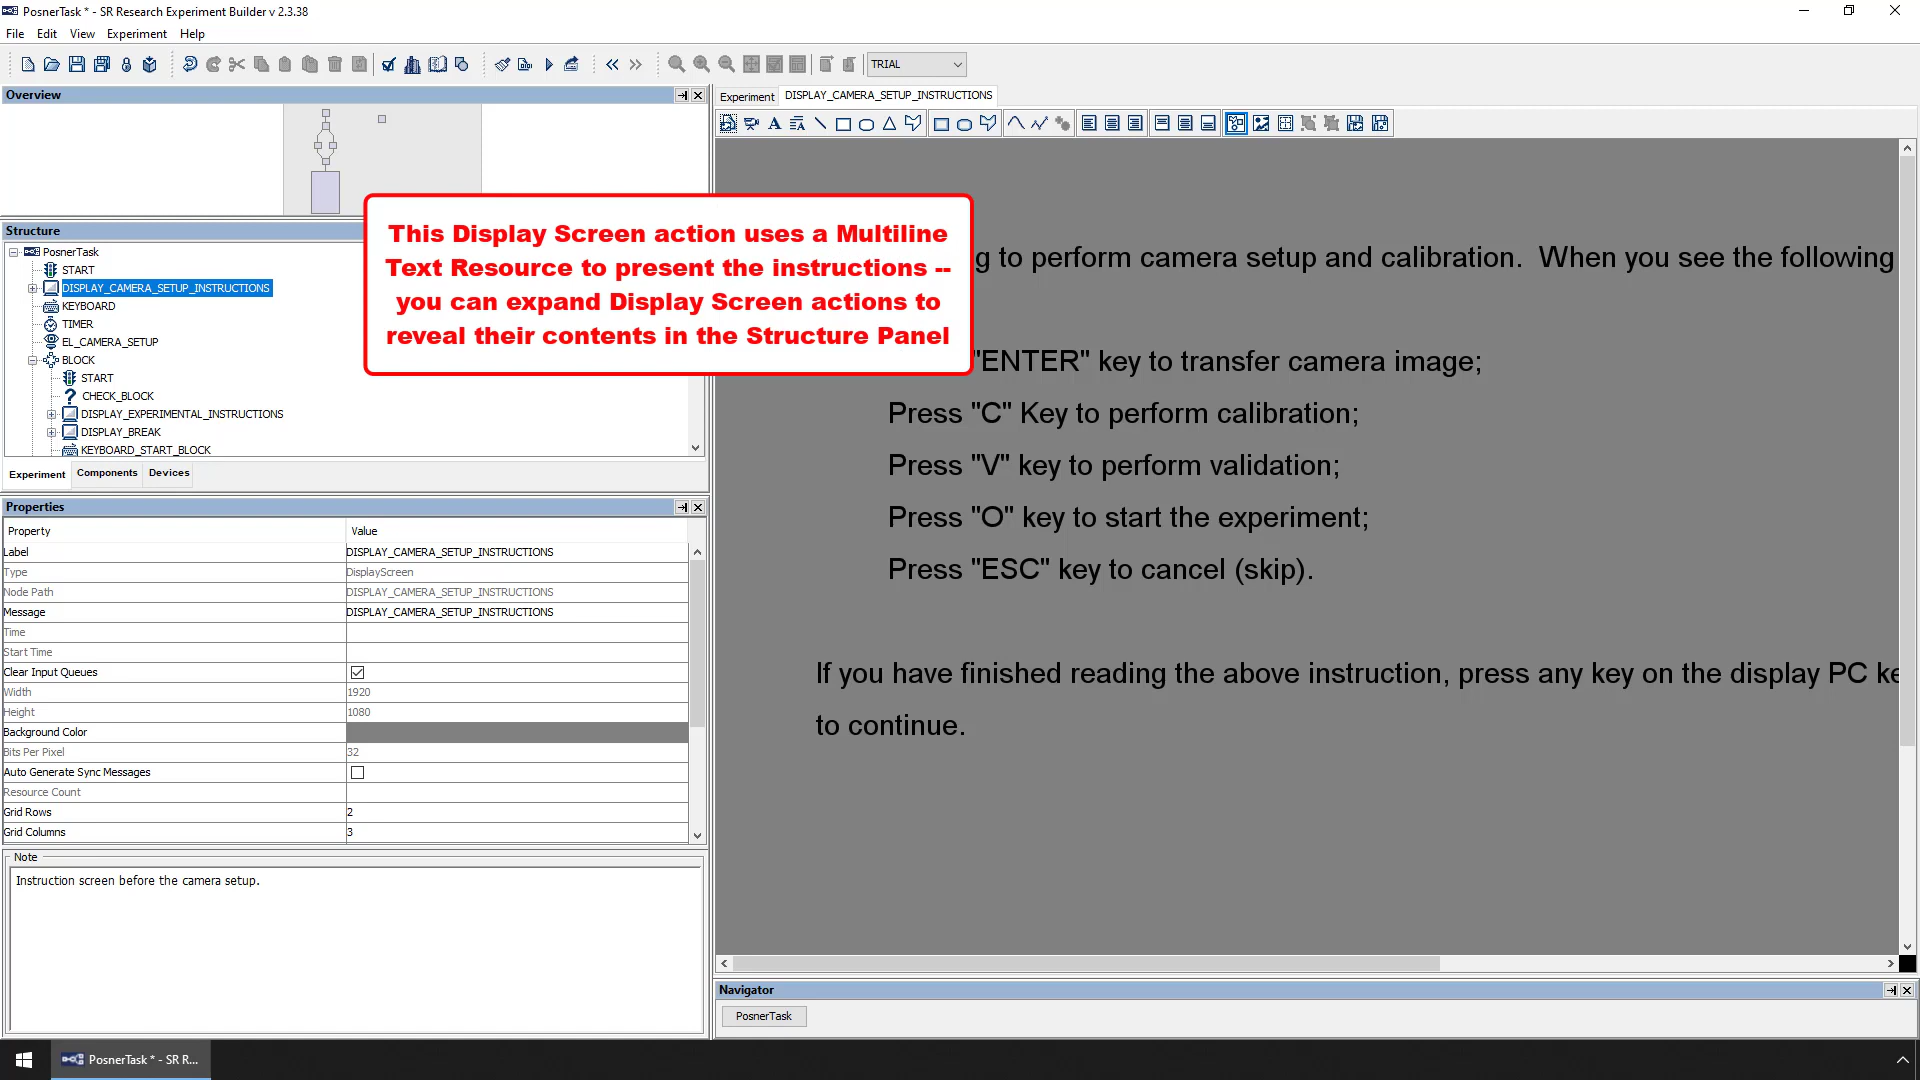 PosnerTask * - SR Research Experiment Builder v 2.3.38
File Edit View Experiment Help
TRIAL
Overview
Structure
PosnerTask
START
DISPLAY_CAMERA_SETUP_INSTRUCTIONS
KEYBOARD
TIMER
EL_CAMERA_SETUP
BLOCK
START
CHECK_BLOCK
DISPLAY_EXPERIMENTAL_INSTRUCTIONS
DISPLAY_BREAK
KEYBOARD_START_BLOCK
Experiment Components Devices
This Display Screen action uses a Multiline
Text Resource to present the instructions --
you can expand Display Screen actions to
reveal their contents in the Structure Panel
Properties
Property Value
Label DISPLAY_CAMERA_SETUP_INSTRUCTIONS
Type DisplayScreen
Node Path DISPLAY_CAMERA_SETUP_INSTRUCTIONS
Message DISPLAY_CAMERA_SETUP_INSTRUCTIONS
Time
Start Time
Clear Input Queues
Width 1920
Height 1080
Background Color
Bits Per Pixel 32
Auto Generate Sync Messages
Resource Count
Grid Rows 2
Grid Columns 3
Note
Instruction screen before the camera setup.
Experiment DISPLAY_CAMERA_SETUP_INSTRUCTIONS
g to perform camera setup and calibration. When you see the following
"ENTER" key to transfer camera image;
Press "C" Key to perform calibration;
Press "V" key to perform validation;
Press "O" key to start the experiment;
Press "ESC" key to cancel (skip).
If you have finished reading the above instruction, press any key on the display PC ke
to continue.
Navigator
PosnerTask
PosnerTask * - SR R...